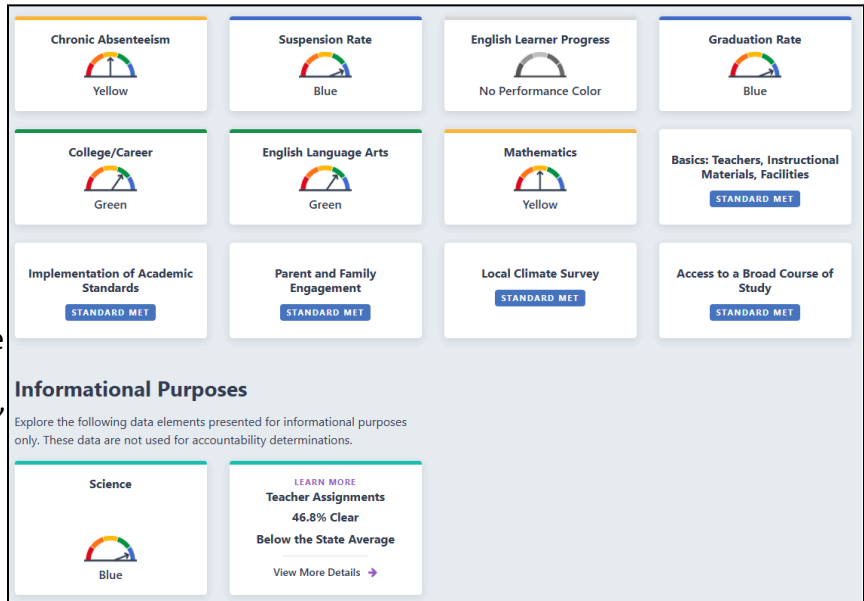 Chronic Absenteeism
Yellow
Suspension Rate
Blue
English Learner Progress
No Performance Color
Graduation Rate
Blue
College/Career
Green
English Language Arts
Green
Mathematics
Yellow
Basics: Teachers, Instructional
Materials, Facilities
STANDARD MET
Implementation of Academic
Standards
STANDARD MET
Parent and Family
Engagement
STANDARD MET
Local Climate Survey
STANDARD MET
Access to a Broad Course of
Study
STANDARD MET
Informational Purposes
Explore the following data elements presented for informational purposes
only. These data are not used for accountability determinations.
Science
Blue
LEARN MORE
Teacher Assignments
46.8% Clear
Below the State Average
View More Details →